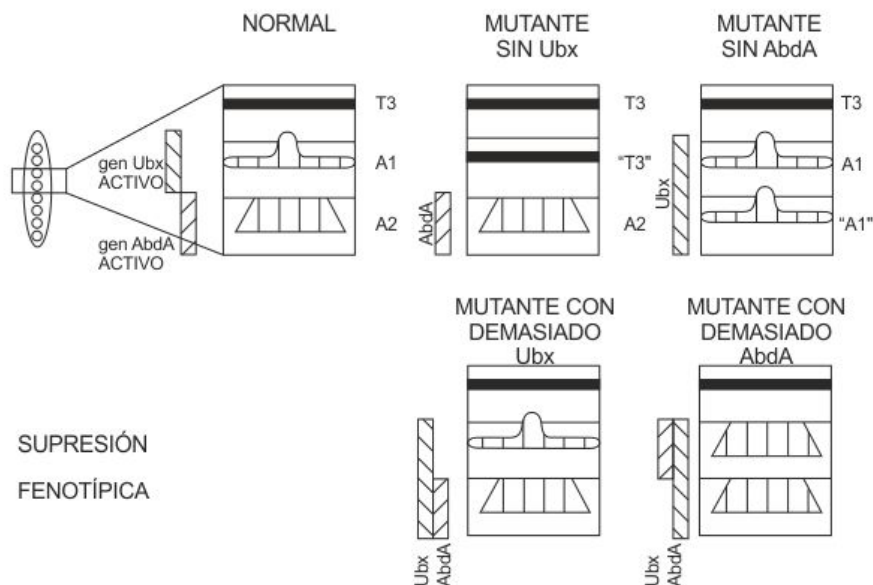 NORMAL
MUTANTE
SIN Ubx
MUTANTE
SIN AbdA
gen Ubx
ACTIVO
gen AbdA
ACTIVO
T3
A1
A2
AbdA
T3
"T3"
A2
Ubx
T3
A1
"A1"
MUTANTE CON
DEMASIADO
Ubx
MUTANTE CON
DEMASIADO
AbdA
SUPRESIÓN
FENOTÍPICA
Ubx
AbdA
Ubx
AbdA